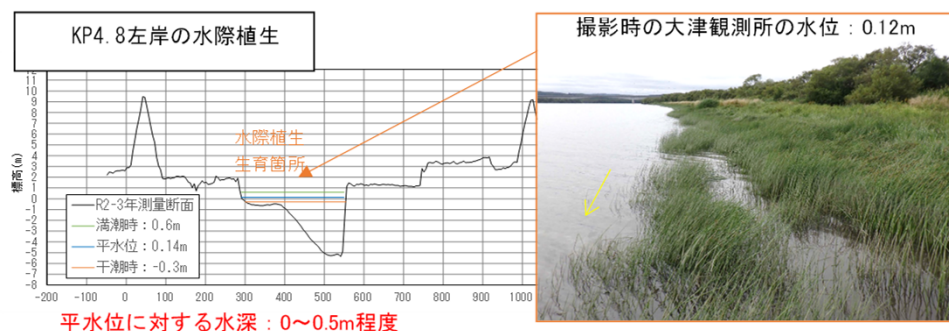 KP4.8左岸の水際植生
撮影時の大津観測所の水位：0.12m
12
11
10
9
8
7
6
5
4
3
2
1
0
-1
-2
-3
-4
-5
-6
-7
-8
標高(m)
水際植生
生育箇所
R2-3年測量断面
満潮時：0.6m
平水位：0.14m
干潮時：-0.3m
-200 -100 0 100 200 300 400 500 600 700 800 900 1000
平水位に対する水深：0～0.5m程度